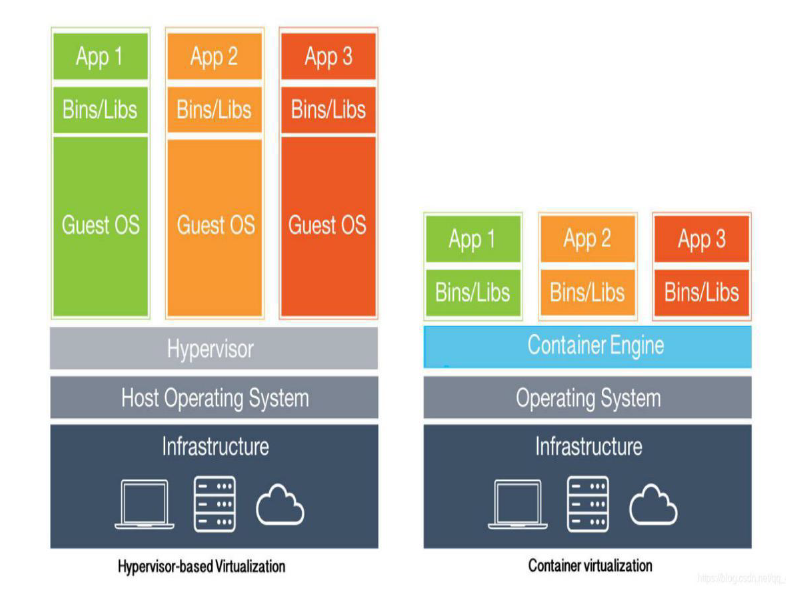 App 1
App 2
App 3
Bins/Libs
Bins/Libs
Bins/Libs
Guest OS
Guest OS
Guest OS
Hypervisor
Host Operating System
Infrastructure
Hypervisor-based Virtualization
App 1
App 2
App 3
Bins/Libs
Bins/Libs
Bins/Libs
Container Engine
Operating System
Infrastructure
Container virtualization